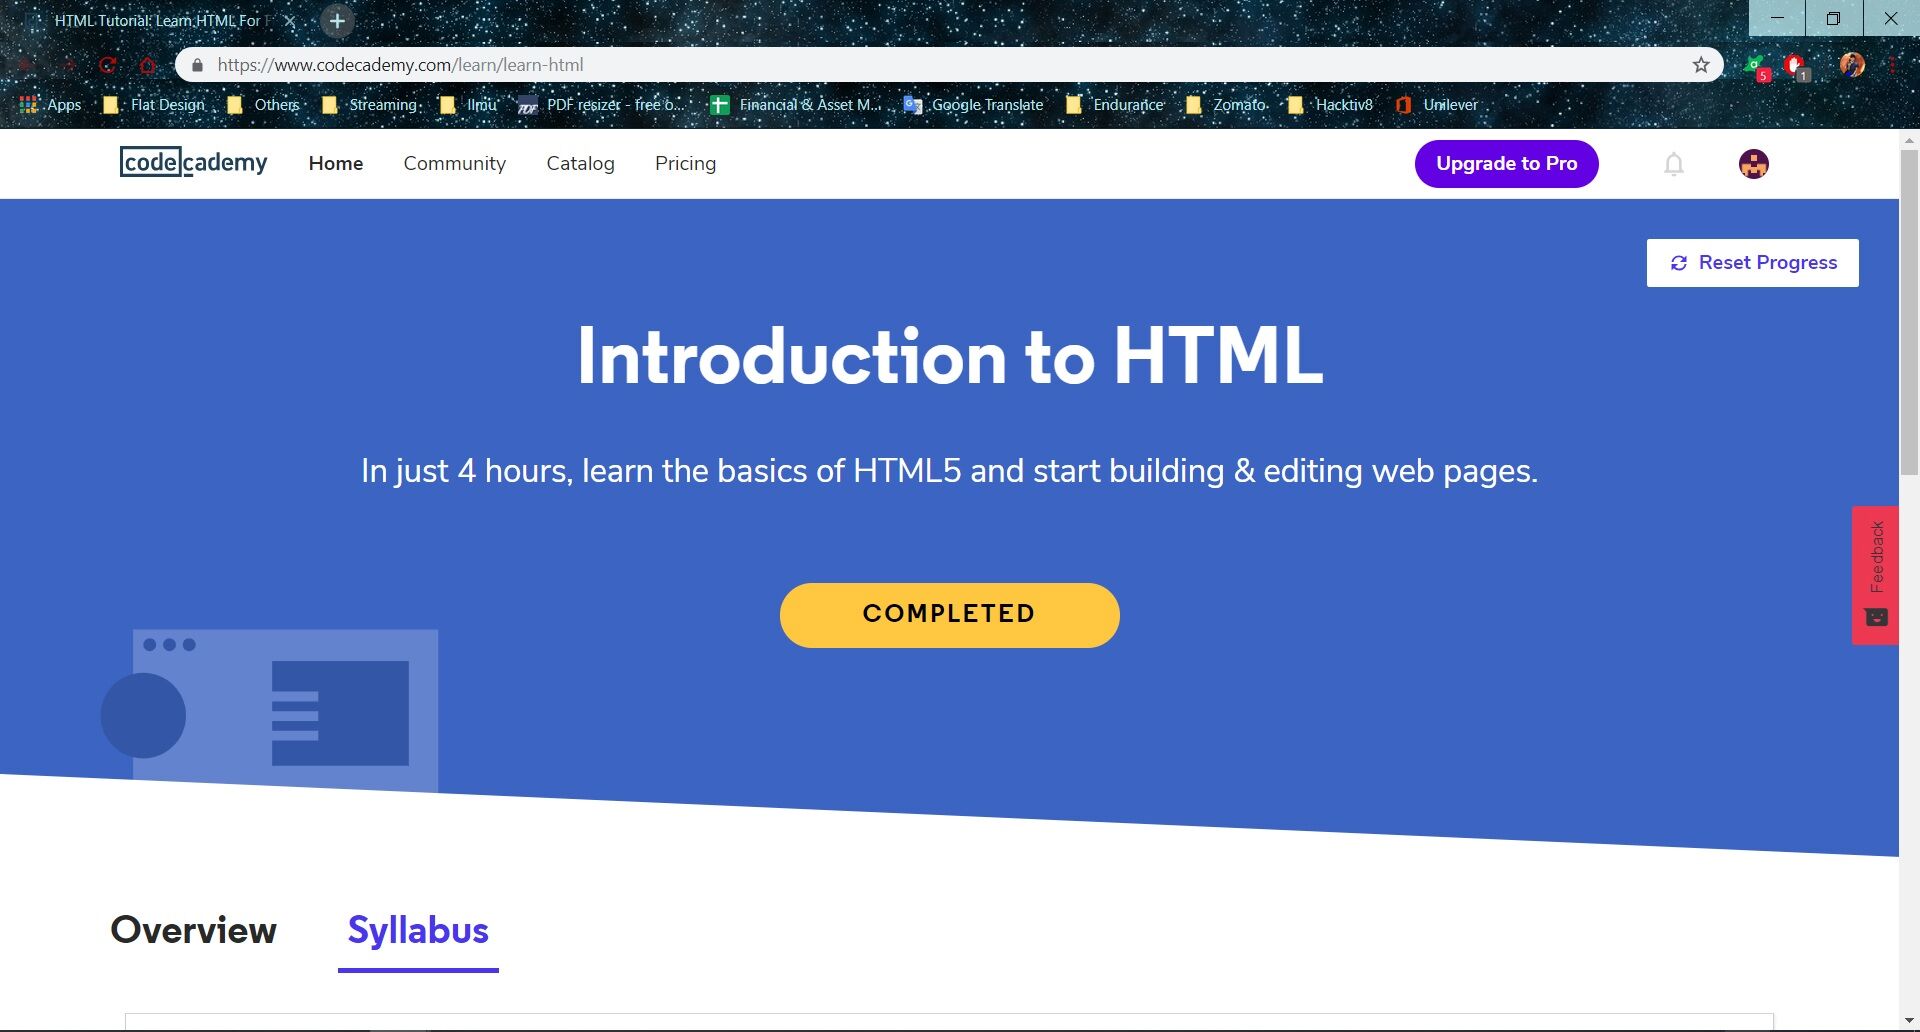 HTML Tutorial: Learn HTML For F
https://www.codecademy.com/learn/learn-html
5
1
Apps Flat Design Others Streaming Ilmu PDF resizer - free o... Financial & Asset M... Google Translate Endurance Zomato Hacktiv8 Unilever
codecademy Home Community Catalog Pricing Upgrade to Pro
Reset Progress
Introduction to HTML
In just 4 hours, learn the basics of HTML5 and start building & editing web pages.
Feedback
COMPLETED
Overview Syllabus